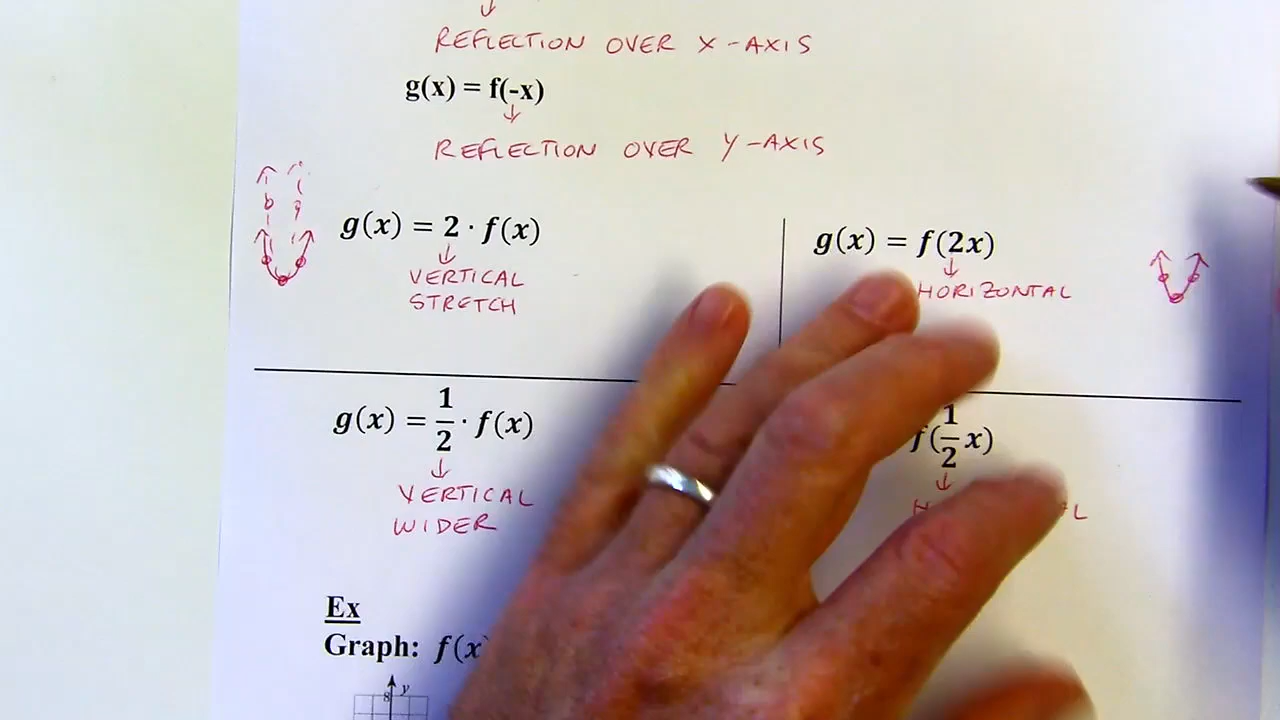 REFLECTION OVER X-AXIS
g(x) = f(-x)
REFLECTION OVER Y-AXIS
g(x) = 2 · f(x)
VERTICAL
STRETCH
g(x) = f(2x)
HORIZONTAL
g(x) = 1/2 · f(x)
VERTICAL
WIDER
f(1/2 x)
Ex
Graph: f(x)
8 y